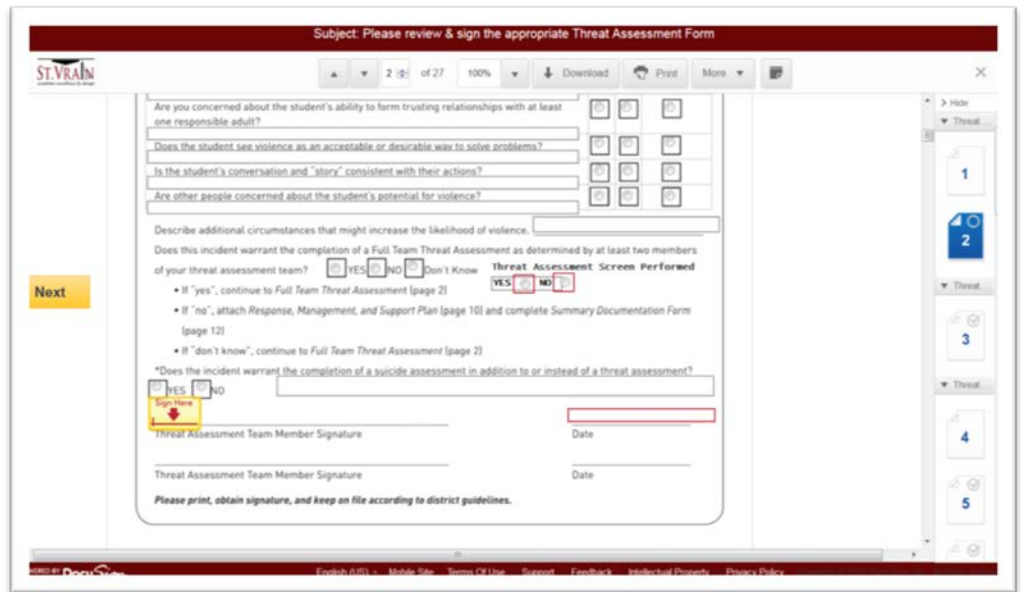 Subject: Please review & sign the appropriate Threat Assessment Form
ST.VRAIN
2 of 27 100% Download Print More
Hide
Are you concerned about the student's ability to form trusting relationships with at least
one responsible adult?
Does the student see violence as an acceptable or desirable way to solve problems?
Is the student's conversation and "story" consistent with their actions?
Are other people concerned about the student's potential for violence?
Describe additional circumstances that might increase the likelihood of violence.
Does this incident warrant the completion of a Full Team Threat Assessment as determined by at least two members
of your threat assessment team? YES NO Don't Know
Threat Assessment Screen Performed
YES NO
• If "yes", continue to Full Team Threat Assessment (page 2)
• If "no", attach Response, Management, and Support Plan (page 10) and complete Summary Documentation Form
(page 12)
• If "don't know", continue to Full Team Threat Assessment (page 2)
*Does the incident warrant the completion of a suicide assessment in addition to or instead of a threat assessment?
YES NO
Sign Here
Threat Assessment Team Member Signature Date
Threat Assessment Team Member Signature Date
Please print, obtain signature, and keep on file according to district guidelines.
Next
Threat ...
1
2
Threat ...
3
Threat ...
4
5
DocuSign
English (US) Mobile Site Terms Of Use Support Feedback Intellectual Property Privacy Policy